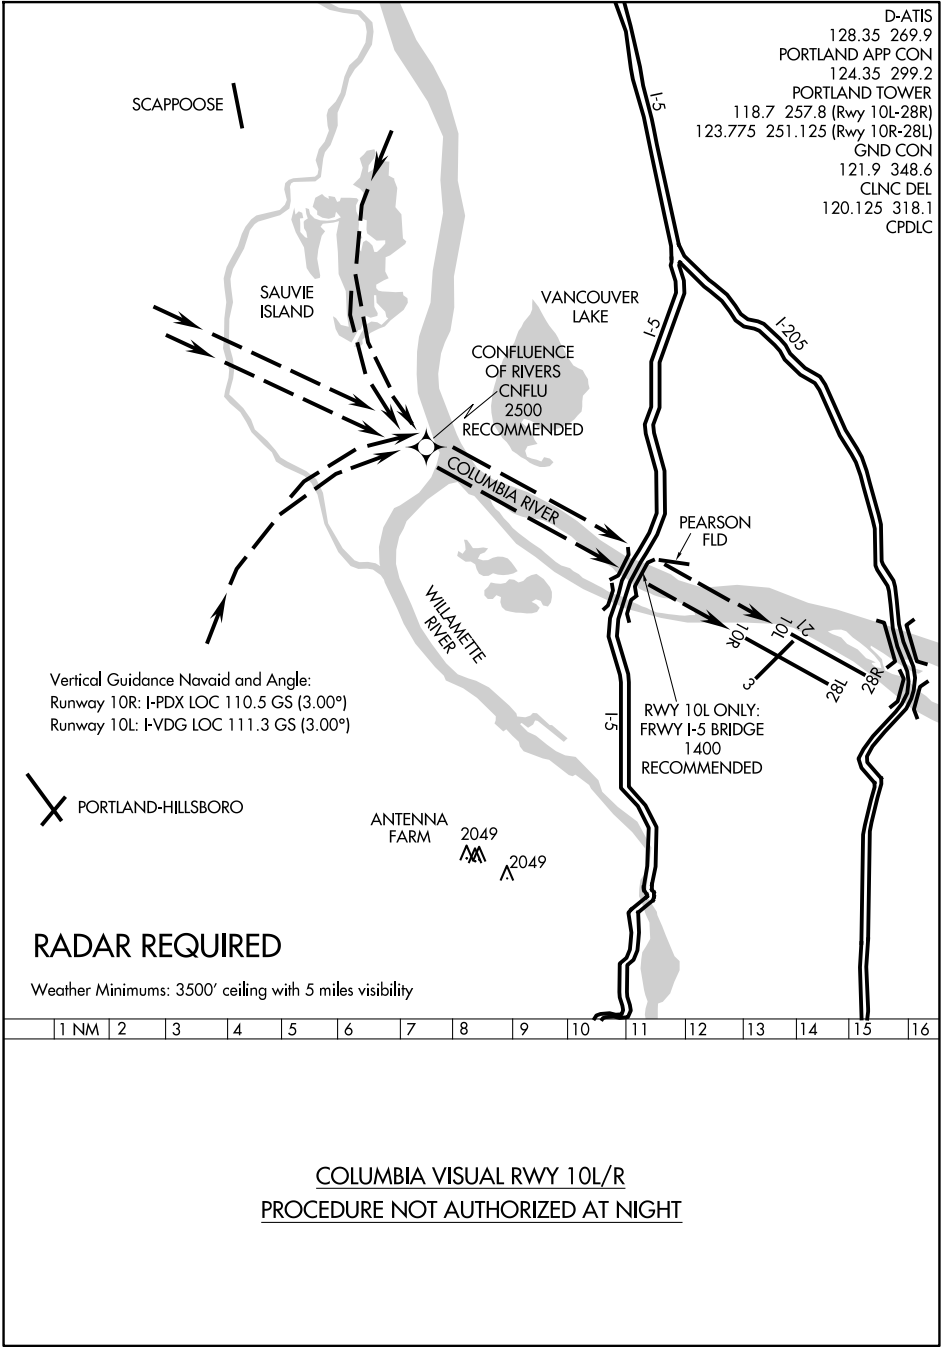 D-ATIS
128.35 269.9
PORTLAND APP CON
124.35 299.2
PORTLAND TOWER
118.7 257.8 (Rwy 10L-28R)
123.775 251.125 (Rwy 10R-28L)
GND CON
121.9 348.6
CLNC DEL
120.125 318.1
CPDLC
SCAPPOOSE
I-5
SAUVIE
ISLAND
VANCOUVER
LAKE
I-5
I-205
CONFLUENCE
OF RIVERS
CNFLU
2500
RECOMMENDED
COLUMBIA RIVER
PEARSON
FLD
WILLAMETTE
RIVER
10R
10L
21
3
28L
28R
Vertical Guidance Navaid and Angle:
Runway 10R: I-PDX LOC 110.5 GS (3.00°)
Runway 10L: I-VDG LOC 111.3 GS (3.00°)
I-5
RWY 10L ONLY:
FRWY I-5 BRIDGE
1400
RECOMMENDED
PORTLAND-HILLSBORO
ANTENNA
FARM
2049
2049
RADAR REQUIRED
Weather Minimums: 3500' ceiling with 5 miles visibility
1 NM 2 3 4 5 6 7 8 9 10 11 12 13 14 15 16
COLUMBIA VISUAL RWY 10L/R
PROCEDURE NOT AUTHORIZED AT NIGHT